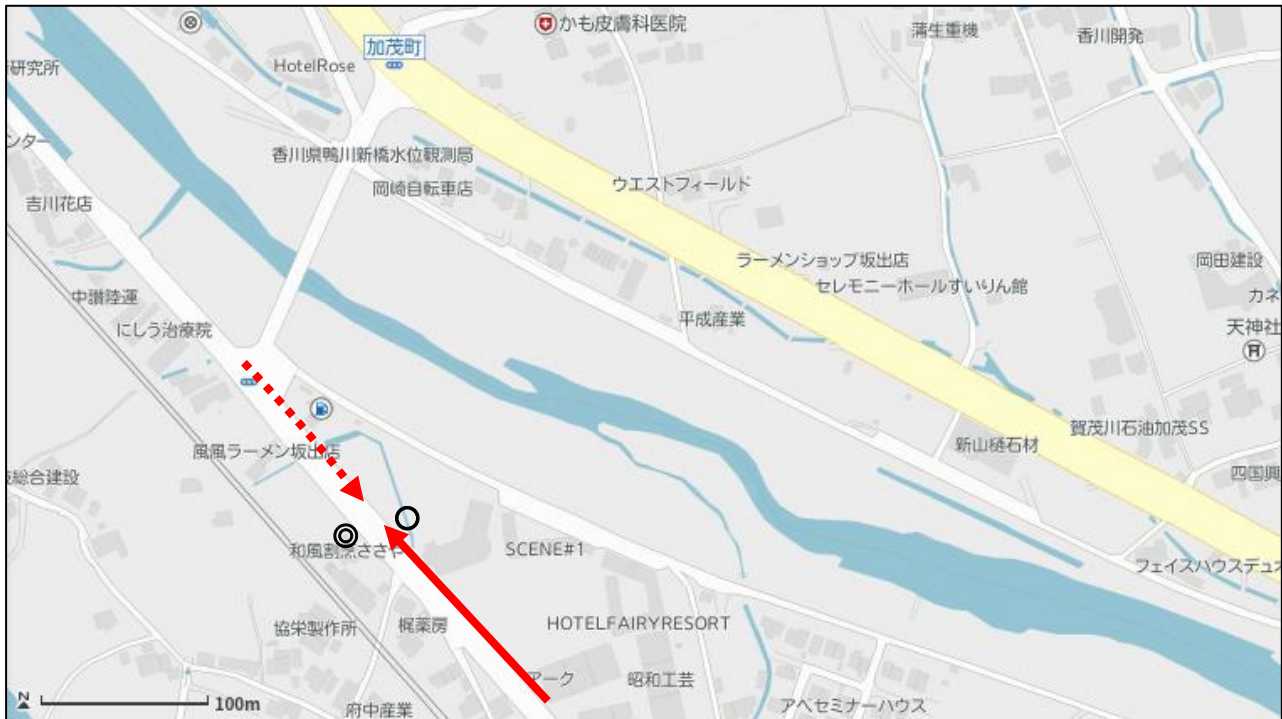 かも皮膚科医院
蒲生重機
香川開発
加茂町
研究所
HotelRose
ンター
香川県鴨川新橋水位観測局
岡崎自転車店
ウエストフィールド
吉川花店
ラーメンショップ坂出店
岡田建設
セレモニーホールすいりん館
中讃陸運
カネ
平成産業
にしう治療院
天神社
賀茂川石油加茂SS
風風ラーメン坂出店
新山樋石材
総合建設
四国興
和風割烹ささや
SCENE#1
フェイスハウスデュオ
協栄製作所
梶薬房
HOTELFAIRYRESORT
アーク
昭和工芸
N
100m
府中産業
アベセミナーハウス